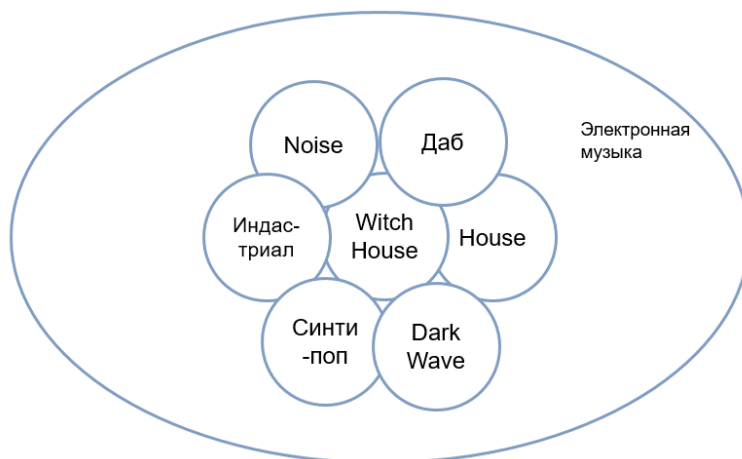 Noise
Даб
Электронная
музыка
Индас-
триал
Witch
House
House
Синти
-поп
Dark
Wave